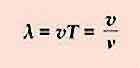 λ = vT = v/ν